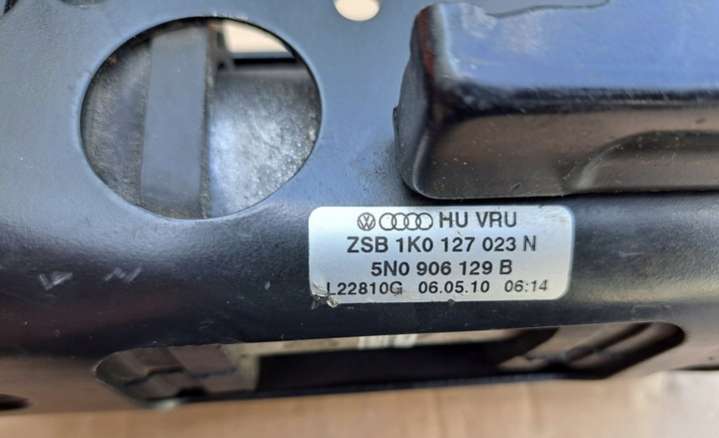 HU VRU
ZSB 1K0 127 023 N
5N0 906 129 B
L22810G 06.05.10 06:14